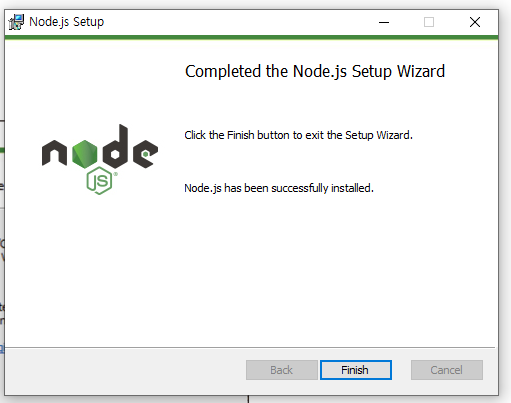 Node.js Setup
Completed the Node.js Setup Wizard
node
JS
Click the Finish button to exit the Setup Wizard.
Node.js has been successfully installed.
Back
Finish
Cancel